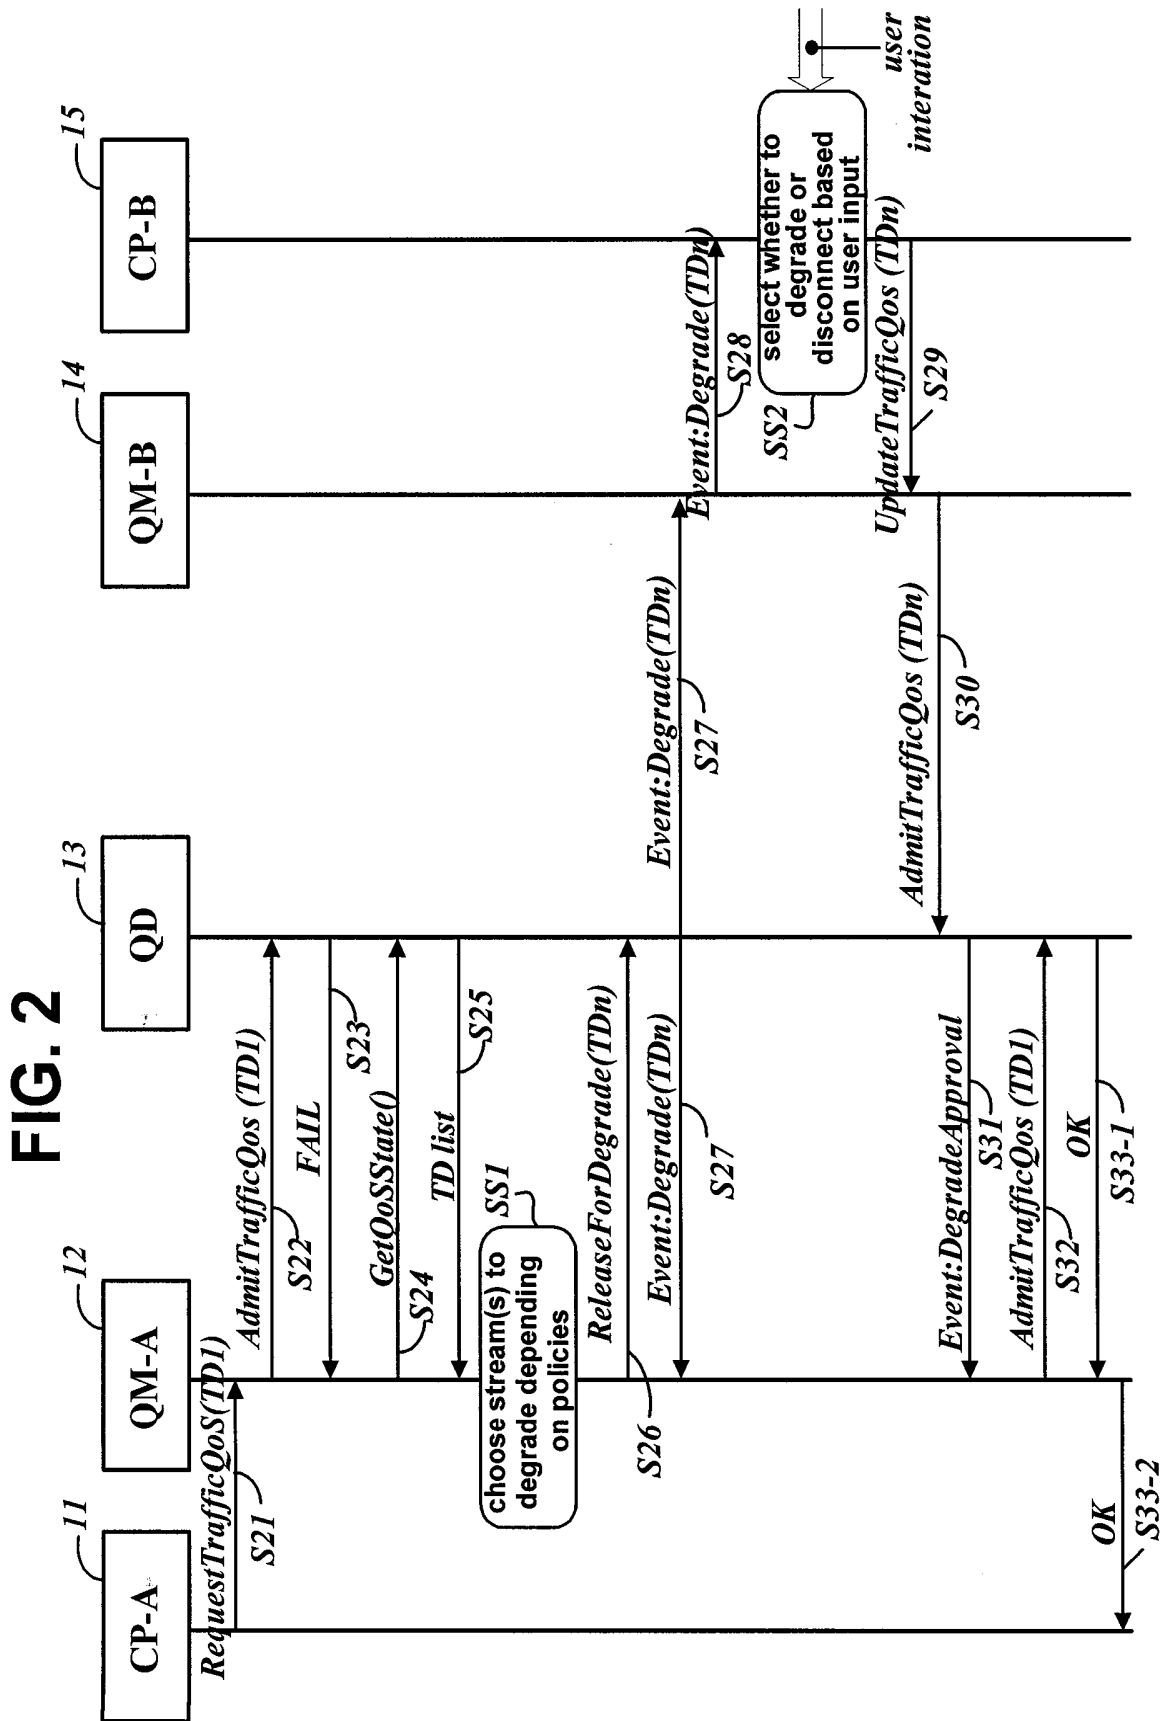 FIG. 2
11
CP-A
12
QM-A
13
QD
14
QM-B
15
CP-B
RequestTrafficQoS(TD1)
S21
AdmitTrafficQos (TD1)
S22
FAIL
S23
GetQoSState()
S24
TD list
S25
SS1
choose stream(s) to
degrade depending
on policies
ReleaseForDegrade(TDn)
S26
Event:Degrade(TDn)
S27
Event:Degrade(TDn)
S27
Event:Degrade(TDn)
S28
SS2
select whether to
degrade or
disconnect based
on user input
user
interation
UpdateTrafficQos (TDn)
S29
AdmitTrafficQos (TDn)
S30
Event:DegradeApproval
S31
AdmitTrafficQos (TD1)
S32
OK
S33-1
OK
S33-2